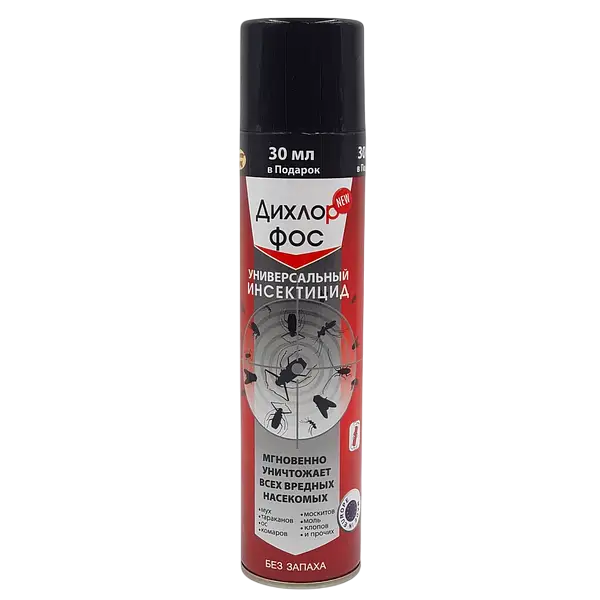 30 мл
в Подарок
ДИХЛОР
NEW
ФОС
УНИВЕРСАЛЬНЫЙ
ИНСЕКТИЦИД
МГНОВЕННО
УНИЧТОЖАЕТ
ВСЕХ ВРЕДНЫХ
НАСЕКОМЫХ
•мух
•тараканов
•ос
•комаров
•москитов
•моль
•клопов
•и прочих
EUROPE
БЕЗ ЗАПАХА